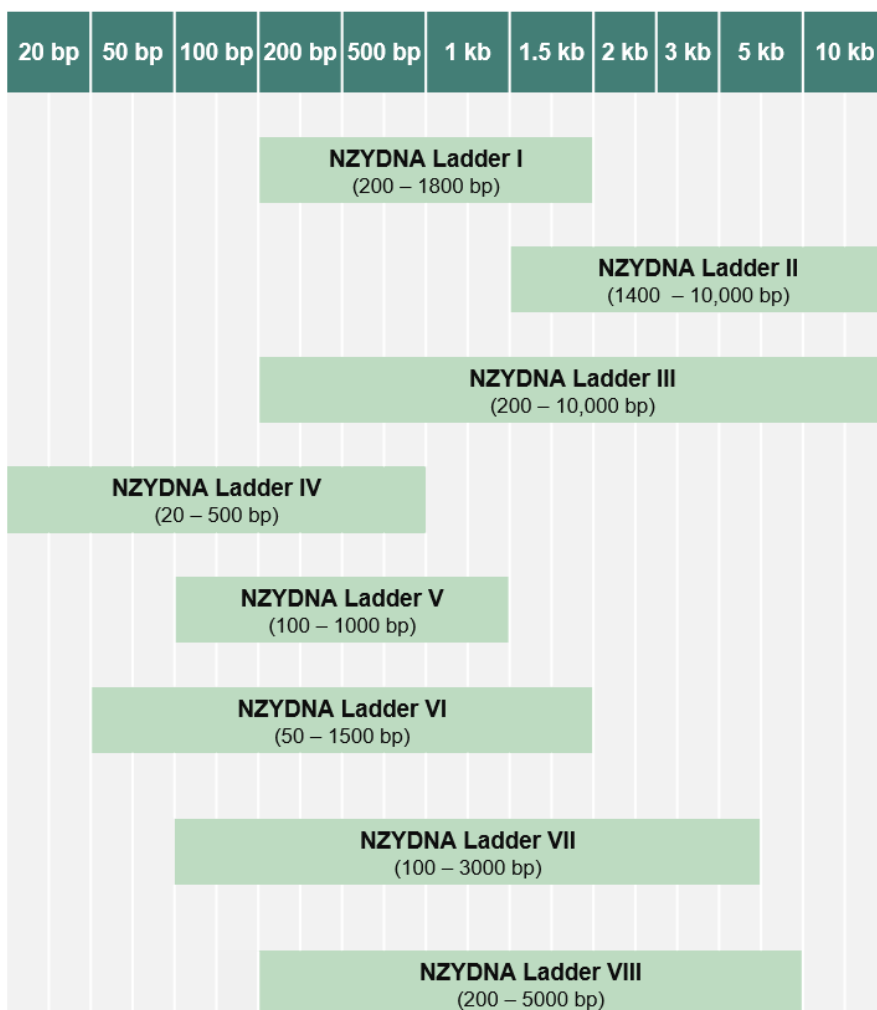 20 bp 50 bp 100 bp 200 bp 500 bp 1 kb 1.5 kb 2 kb 3 kb 5 kb 10 kb
NZYDNA Ladder I
(200 – 1800 bp)
NZYDNA Ladder II
(1400 – 10,000 bp)
NZYDNA Ladder III
(200 – 10,000 bp)
NZYDNA Ladder IV
(20 – 500 bp)
NZYDNA Ladder V
(100 – 1000 bp)
NZYDNA Ladder VI
(50 – 1500 bp)
NZYDNA Ladder VII
(100 – 3000 bp)
NZYDNA Ladder VIII
(200 – 5000 bp)